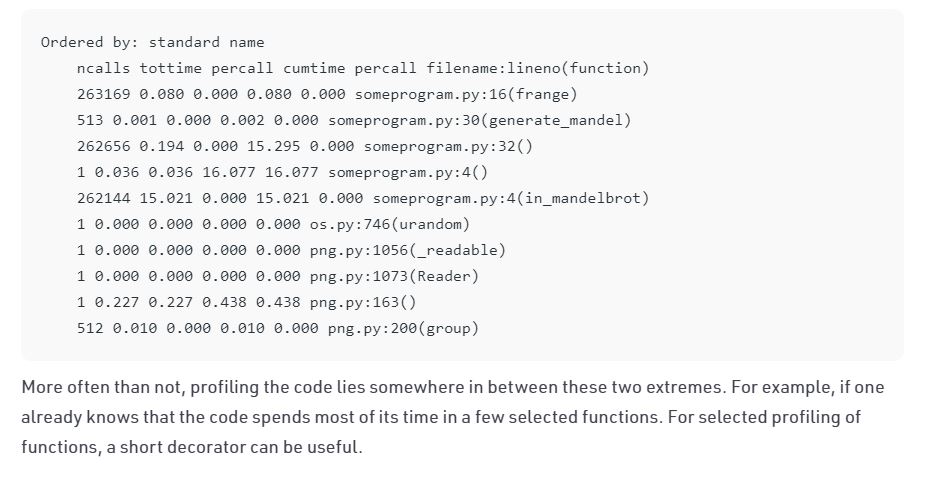 Ordered by: standard name
ncalls tottime percall cumtime percall filename:lineno(function)
263169 0.080 0.000 0.080 0.000 someprogram.py:16(frange)
513 0.001 0.000 0.002 0.000 someprogram.py:30(generate_mandel)
262656 0.194 0.000 15.295 0.000 someprogram.py:32()
1 0.036 0.036 16.077 16.077 someprogram.py:4()
262144 15.021 0.000 15.021 0.000 someprogram.py:4(in_mandelbrot)
1 0.000 0.000 0.000 0.000 os.py:746(urandom)
1 0.000 0.000 0.000 0.000 png.py:1056(_readable)
1 0.000 0.000 0.000 0.000 png.py:1073(Reader)
1 0.227 0.227 0.438 0.438 png.py:163()
512 0.010 0.000 0.010 0.000 png.py:200(group)
More often than not, profiling the code lies somewhere in between these two extremes. For example, if one
already knows that the code spends most of its time in a few selected functions. For selected profiling of
functions, a short decorator can be useful.